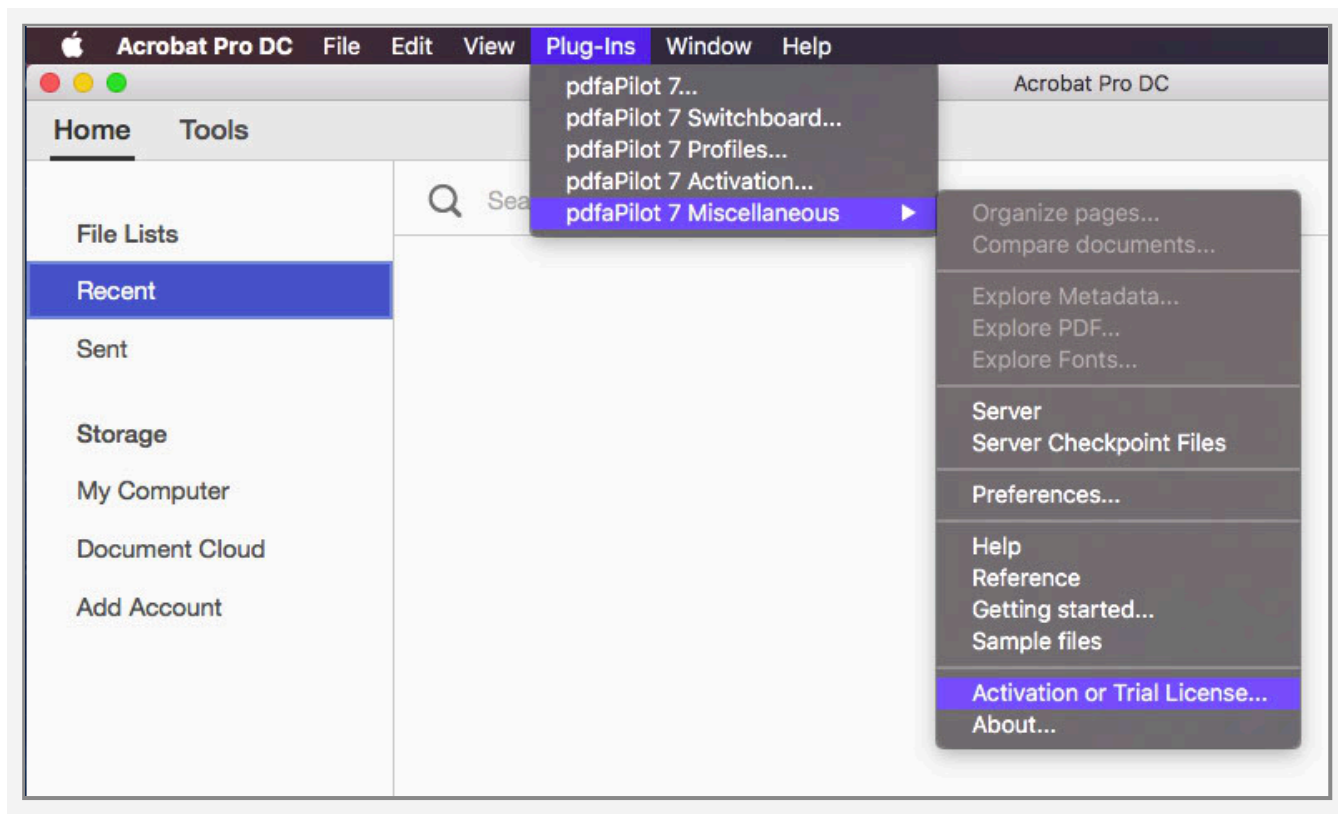 Acrobat Pro DC File Edit View Plug-Ins Window Help
Acrobat Pro DC
Home Tools
pdfaPilot 7...
pdfaPilot 7 Switchboard...
pdfaPilot 7 Profiles...
pdfaPilot 7 Activation...
pdfaPilot 7 Miscellaneous
Sea
File Lists
Recent
Sent
Storage
My Computer
Document Cloud
Add Account
Organize pages...
Compare documents...
Explore Metadata...
Explore PDF...
Explore Fonts...
Server
Server Checkpoint Files
Preferences...
Help
Reference
Getting started...
Sample files
Activation or Trial License...
About...